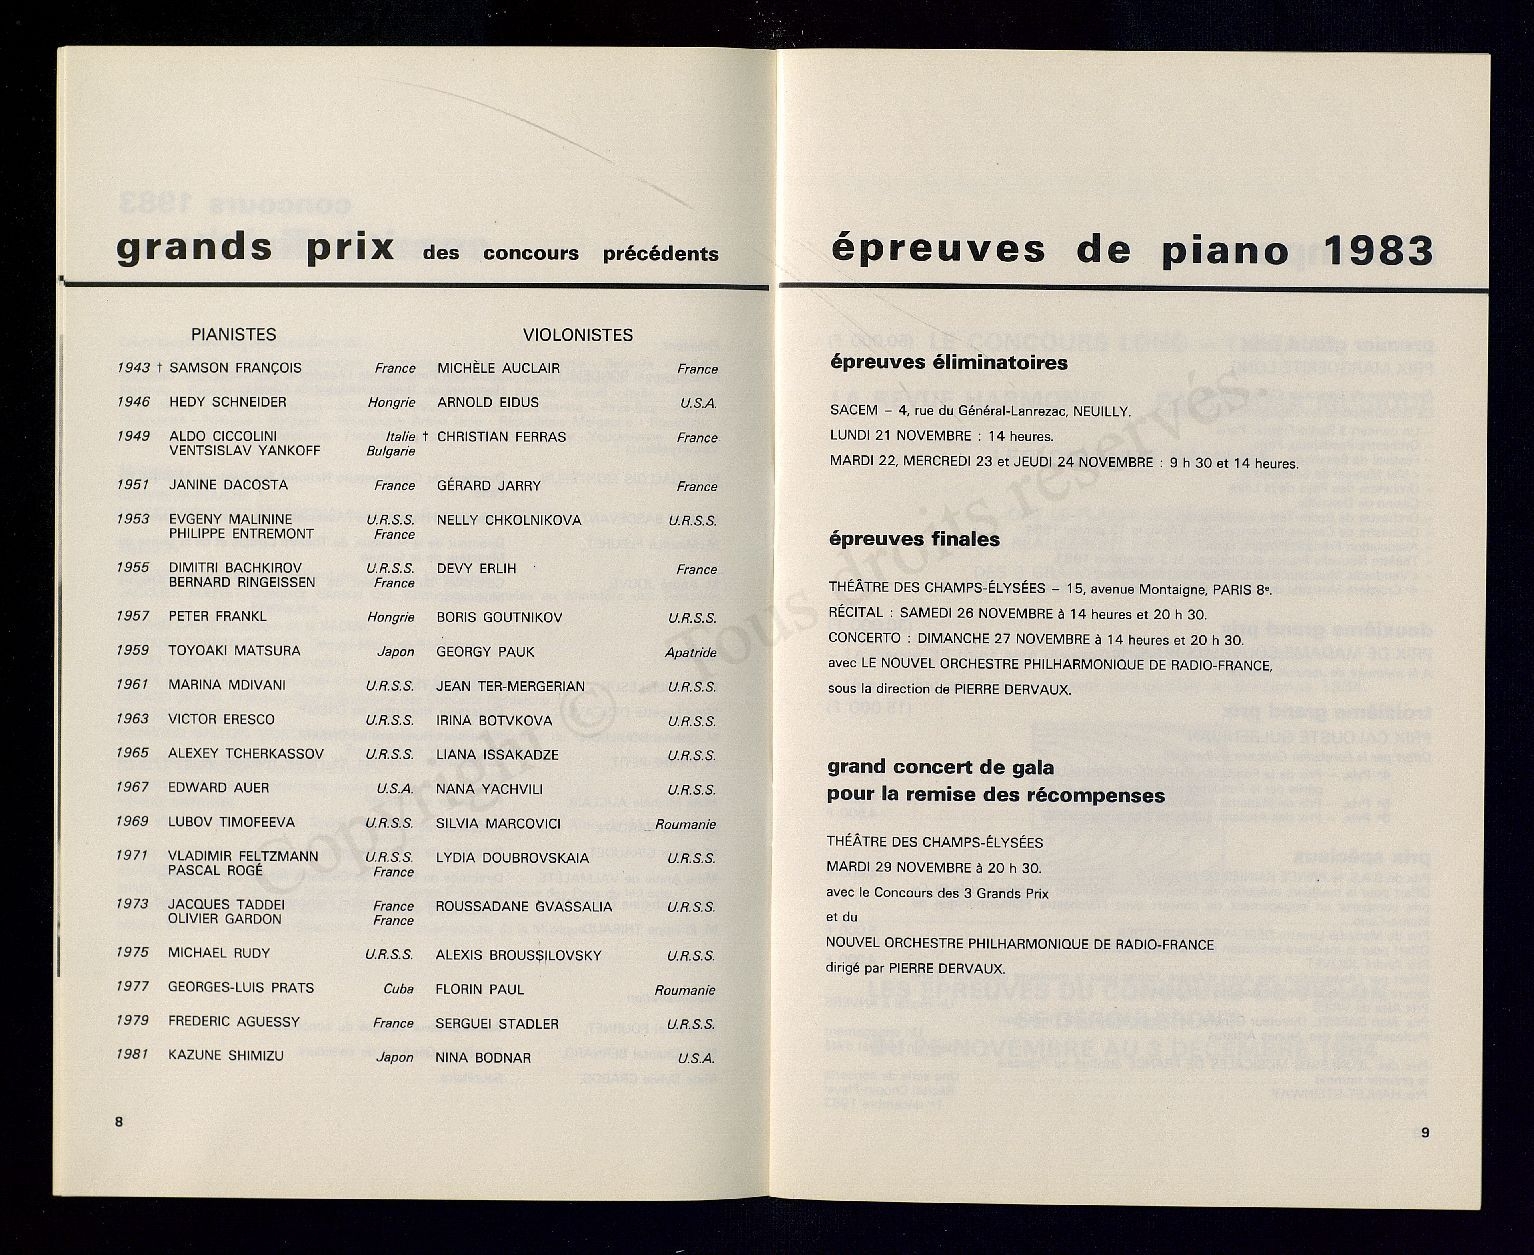 grands prix des concours précédents
PIANISTES VIOLONISTES
1943 † SAMSON FRANÇOIS France MICHÈLE AUCLAIR France
1946 HEDY SCHNEIDER Hongrie ARNOLD EIDUS U.S.A.
1949 ALDO CICCOLINI Italie † CHRISTIAN FERRAS France
VENTSISLAV YANKOFF Bulgarie
1951 JANINE DACOSTA France GÉRARD JARRY France
1953 EVGENY MALININE U.R.S.S. NELLY CHKOLNIKOVA U.R.S.S.
PHILIPPE ENTREMONT France
1955 DIMITRI BACHKIROV U.R.S.S. DEVY ERLIH France
BERNARD RINGEISSEN France
1957 PETER FRANKL Hongrie BORIS GOUTNIKOV U.R.S.S.
1959 TOYOAKI MATSURA Japon GEORGY PAUK Apatride
1961 MARINA MDIVANI U.R.S.S. JEAN TER-MERGERIAN U.R.S.S.
1963 VICTOR ERESCO U.R.S.S. IRINA BOTVKOVA U.R.S.S.
1965 ALEXEY TCHERKASSOV U.R.S.S. LIANA ISSAKADZE U.R.S.S.
1967 EDWARD AUER U.S.A. NANA YACHVILI U.R.S.S.
1969 LUBOV TIMOFEEVA U.R.S.S. SILVIA MARCOVICI Roumanie
1971 VLADIMIR FELTZMANN U.R.S.S. LYDIA DOUBROVSKAIA U.R.S.S.
PASCAL ROGÉ France
1973 JACQUES TADDEI France ROUSSADANE GVASSALIA U.R.S.S.
OLIVIER GARDON France
1975 MICHAEL RUDY U.R.S.S. ALEXIS BROUSSILOVSKY U.R.S.S.
1977 GEORGES-LUIS PRATS Cuba FLORIN PAUL Roumanie
1979 FREDERIC AGUESSY France SERGUEI STADLER U.R.S.S.
1981 KAZUNE SHIMIZU Japon NINA BODNAR U.S.A.
8
épreuves de piano 1983
épreuves éliminatoires
SACEM – 4, rue du Général-Lanrezac, NEUILLY.
LUNDI 21 NOVEMBRE : 14 heures.
MARDI 22, MERCREDI 23 et JEUDI 24 NOVEMBRE : 9 h 30 et 14 heures.
épreuves finales
THÉÂTRE DES CHAMPS-ÉLYSÉES – 15, avenue Montaigne, PARIS 8e.
RÉCITAL : SAMEDI 26 NOVEMBRE à 14 heures et 20 h 30.
CONCERTO : DIMANCHE 27 NOVEMBRE à 14 heures et 20 h 30.
avec LE NOUVEL ORCHESTRE PHILHARMONIQUE DE RADIO-FRANCE,
sous la direction de PIERRE DERVAUX.
grand concert de gala
pour la remise des récompenses
THÉÂTRE DES CHAMPS-ÉLYSÉES
MARDI 29 NOVEMBRE à 20 h 30.
avec le Concours des 3 Grands Prix
et du
NOUVEL ORCHESTRE PHILHARMONIQUE DE RADIO-FRANCE
dirigé par PIERRE DERVAUX.
9
Copyright © - Tous droits réservés.